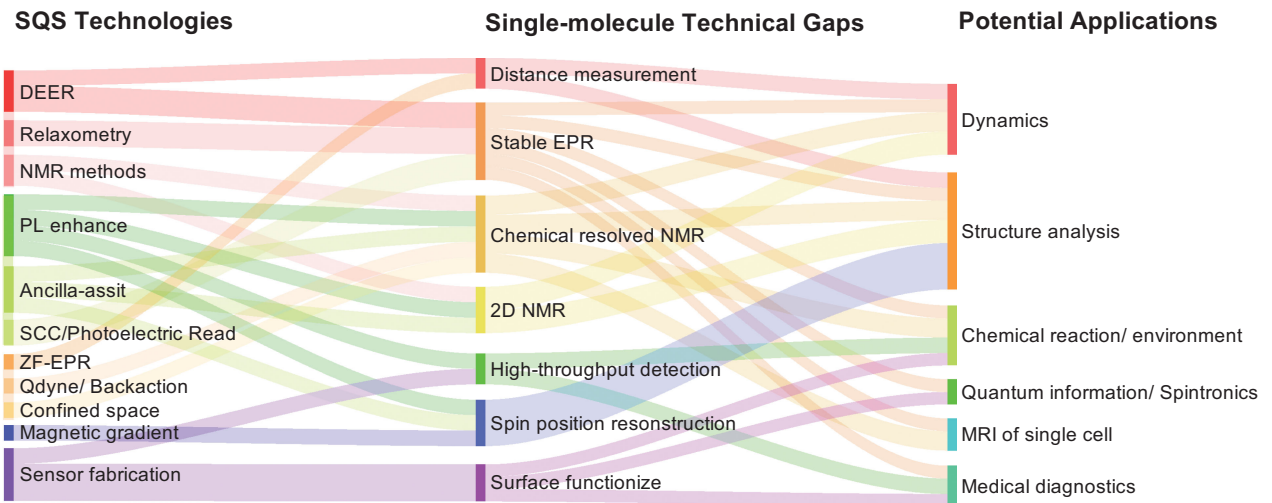 SQS Technologies
Single-molecule Technical Gaps
Potential Applications
DEER
Relaxometry
NMR methods
PL enhance
Ancilla-assit
SCC/Photoelectric Read
ZF-EPR
Qdyne/ Backaction
Confined space
Magnetic gradient
Sensor fabrication
Distance measurement
Stable EPR
Chemical resolved NMR
2D NMR
High-throughput detection
Spin position resonstruction
Surface functionize
Dynamics
Structure analysis
Chemical reaction/ environment
Quantum information/ Spintronics
MRI of single cell
Medical diagnostics